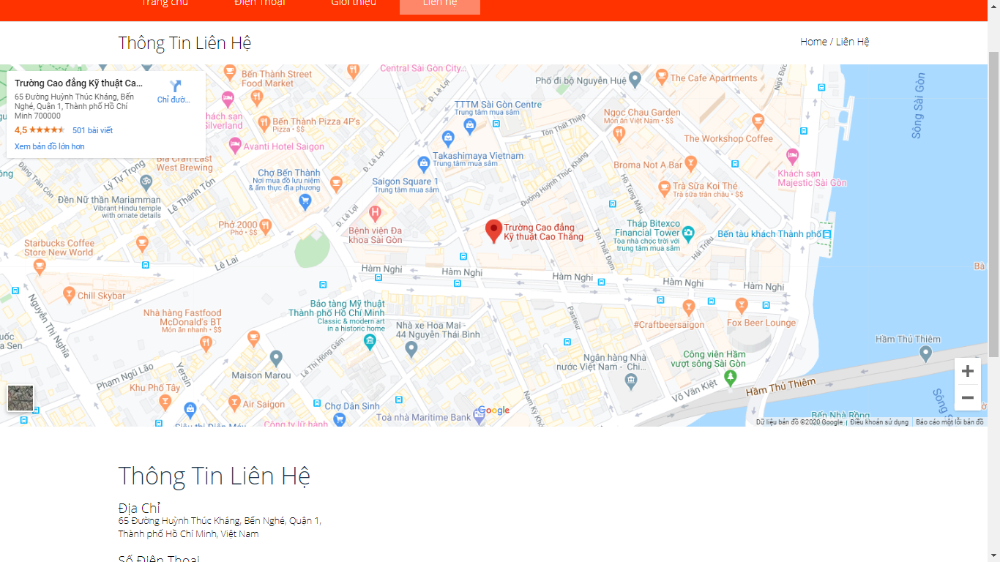 Trang chủ
Điện Thoại
Giới thiệu
Liên hệ
Thông Tin Liên Hệ
Home / Liên Hệ
Trường Cao đẳng Kỹ thuật Ca...
65 Đường Huỳnh Thúc Kháng, Bến
Nghé, Quận 1, Thành phố Hồ Chí
Minh 700000
4,5
501 bài viết
Xem bản đồ lớn hơn
Chỉ đườ...
Bến Thành Street
Food Market
Central Sài Gòn City...
Phố đi bộ Nguyễn Huệ
The Cafe Apartments
Ngô Đức
Sông Sài Gòn
Đ. Lê Lợi
TTTM Sài Gòn Centre
Trung tâm mua sắm
Tôn Thất Thiệp
Ngọc Châu Garden
Món ăn Việt Nam • $$
khách sạn
Silverland
Bến Thành Pizza 4P's
Pizza • $$
Avanti Hotel Saigon
The Workshop Coffee
Bia Craft East
West Brewing
Takashimaya Vietnam
Trung tâm mua sắm
Đ. Lê Lợi
Broma Not A Bar
Khách sạn
Majestic Sài Gòn
Đặng Trần Côn
Lý Tự Trọng
Chợ Bến Thành
Nơi mua đồ lưu niệm
& ẩm thực địa phương
Saigon Square 1
Trung tâm mua sắm
Đường Huỳnh Thúc Kháng
Hồ Tùng Mậu
Trà Sữa Koi Thé
Trà sữa trân châu • $$
Lê Thánh Tôn
Đền Nữ thần Mariamman
Vibrant Hindu temple
with ornate details
Đ. Lê Lợi
Phở 2000
Phở • $$
Bệnh viện Đa
khoa Sài Gòn
Trường Cao đẳng
Kỹ thuật Cao Thắng
Tôn Thất Đạm
Tháp Bitexco
Financial Tower
Tòa nhà chọc trời với
trung tâm mua sắm
Hải Triều
Bến tàu khách Thành phố
Starbucks Coffee
Store New World
Lê Lai
Hàm Nghi
Hàm Nghi
Hàm Nghi
Hàm Nghi
Hàm Nghi
Bà
Chill Skybar
Nguyễn Thị Nghĩa
Nhà hàng Fastfood
McDonald's BT
Món ăn nhanh • $$
Bảo tàng Mỹ thuật
Thành phố Hồ Chí Minh
Classic & modern art
in a historic home
Nhà xe Hoa Mai -
44 Nguyễn Thái Bình
Pasteur
#Craftbeersaigon
Fox Beer Lounge
Hầm Thủ Thiêm
Lê Thị Hồng Gấm
Phạm Ngũ Lão
Yersin
Maison Marou
Ngân hàng Nhà
nước Việt Nam - Chi...
Công viên Hầm
vượt sông Sài Gòn
Khu Phố Tây
Air Saigon
Chợ Dân Sinh
Toà nhà Maritime Bank
Google
Võ Văn Kiệt
Hầm Thủ Thiêm
Bến Nhà Rồng
Dữ liệu bản đồ ©2020 Google
Điều khoản sử dụng
Báo cáo một lỗi bản đồ
Thông Tin Liên Hệ
Địa Chỉ
65 Đường Huỳnh Thúc Kháng, Bến Nghé, Quận 1,
Thành phố Hồ Chí Minh, Việt Nam
Số Điện Thoại